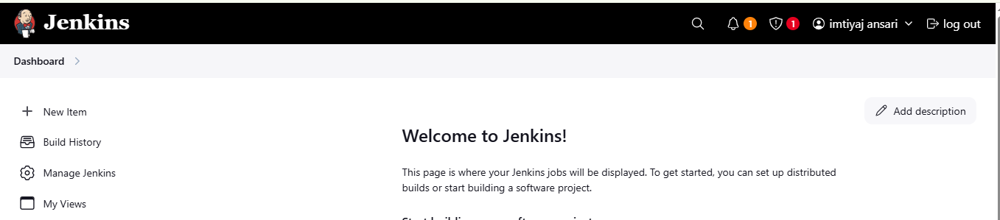 Jenkins
1
1
imtiyaj ansari
log out
Dashboard
New Item
Build History
Manage Jenkins
My Views
Add description
Welcome to Jenkins!
This page is where your Jenkins jobs will be displayed. To get started, you can set up distributed
builds or start building a software project.